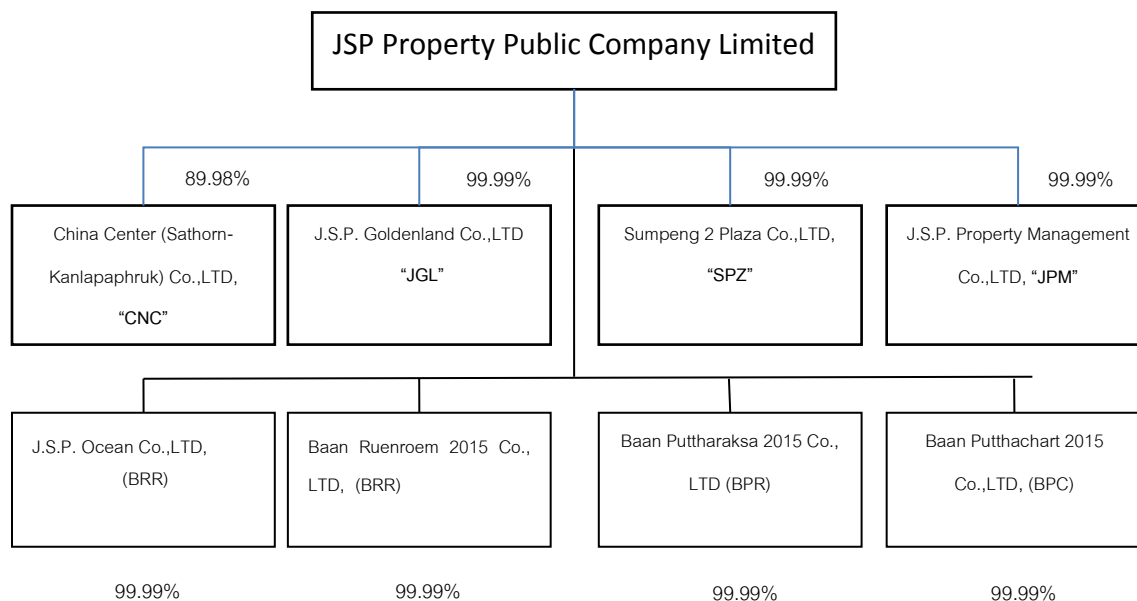 JSP Property Public Company Limited
89.98%
99.99%
99.99%
99.99%
China Center (Sathorn-
Kanlapaphruk) Co.,LTD,
“CNC”
J.S.P. Goldenland Co.,LTD
“JGL”
Sumpeng 2 Plaza Co.,LTD,
“SPZ”
J.S.P. Property Management
Co.,LTD, “JPM”
J.S.P. Ocean Co.,LTD,
(BRR)
Baan Ruenroem 2015 Co.,
LTD, (BRR)
Baan Puttharaksa 2015 Co.,
LTD (BPR)
Baan Putthachart 2015
Co.,LTD, (BPC)
99.99%
99.99%
99.99%
99.99%